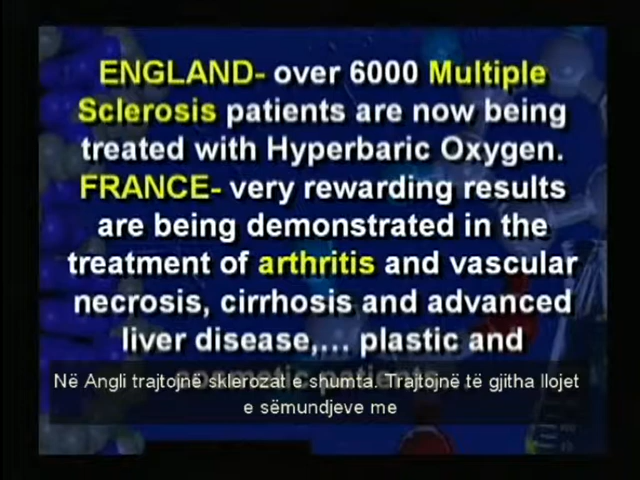 ENGLAND- over 6000 Multiple
Sclerosis patients are now being
treated with Hyperbaric Oxygen.
FRANCE- very rewarding results
are being demonstrated in the
treatment of arthritis and vascular
necrosis, cirrhosis and advanced
liver disease,... plastic and
cosmetic patients
Në Angli trajtojnë sklerozat e shumta. Trajtojnë të gjitha llojet
e sëmundjeve me